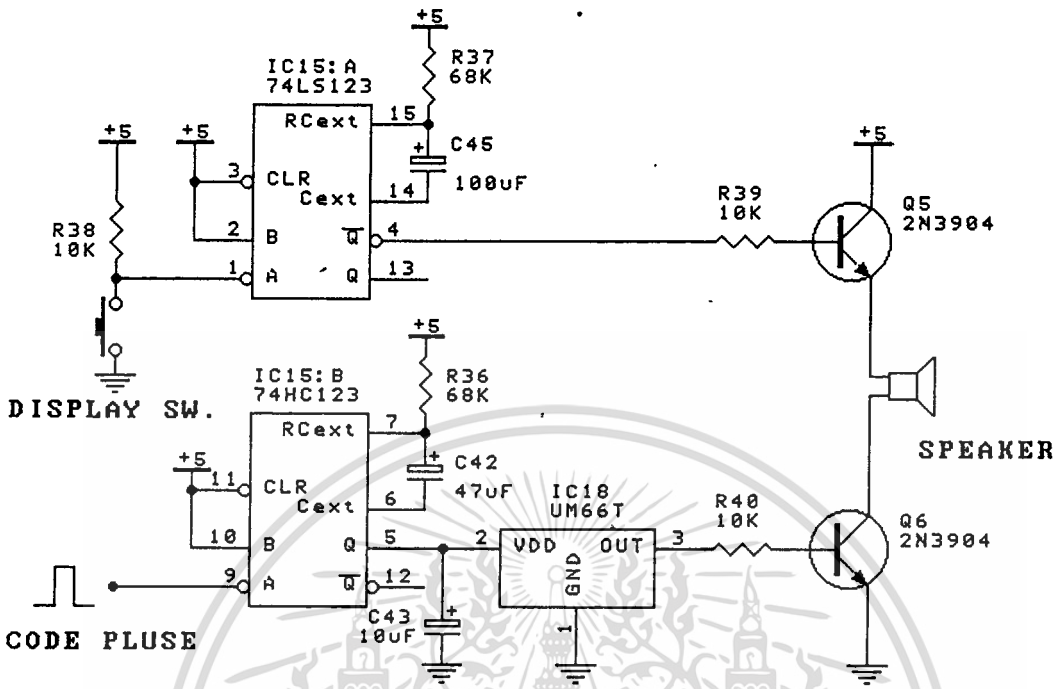 +5
R37
68K
IC15:A
74LS123
RCext
15
C45
100uF
+5
+5
3
CLR
Cext
14
R38
10K
2
B
Q
4
1
A
Q
13
R39
10K
+5
Q5
2N3904
DISPLAY SW.
+5
R36
68K
IC15:B
74HC123
RCext
7
C42
47uF
+5
11
CLR
Cext
6
10
B
Q
5
9
A
Q
12
C43
10uF
IC18
UM66T
2
VDD
OUT
3
GND
1
R40
10K
SPEAKER
Q6
2N3904
CODE PLUSE